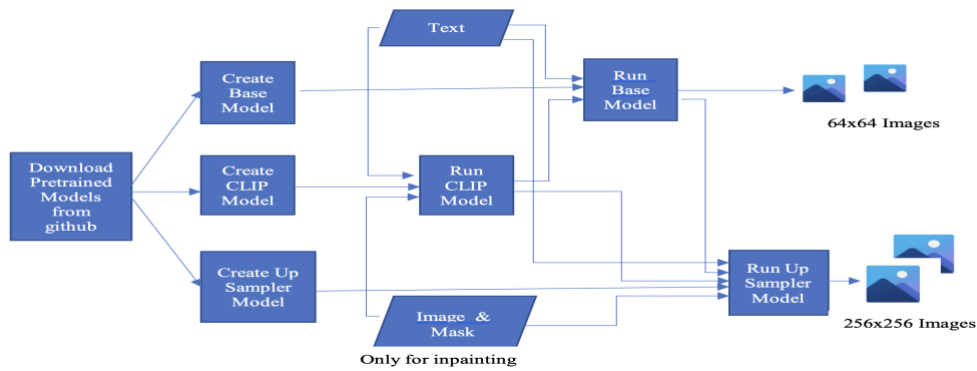 Text
Create
Base
Model
Run
Base
Model
64x64 Images
Download
Pretrained
Models
from
github
Create
CLIP
Model
Run
CLIP
Model
Create Up
Sampler
Model
Run Up
Sampler
Model
Image &
Mask
256x256 Images
Only for inpainting